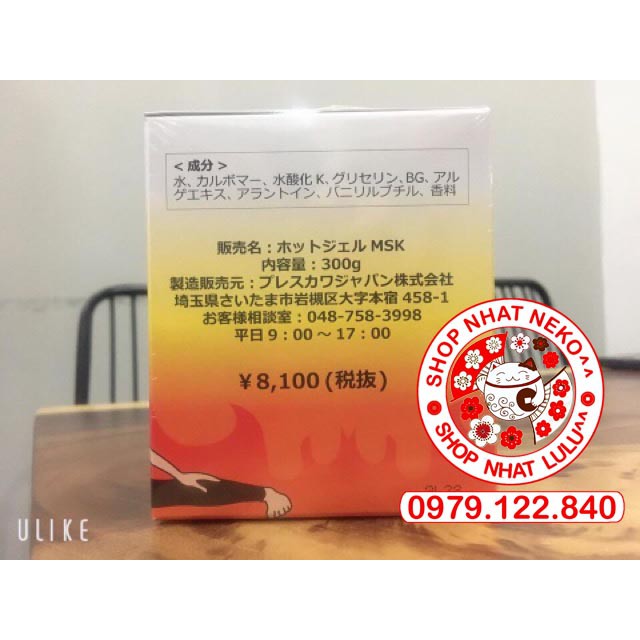 ＜成分＞
水、カルボマー、水酸化K、グリセリン、BG、アル
ゲエキス、アラントイン、バニリルブチル、香料
販売名：ホットジェル MSK
内容量：300g
製造販売元：プレスカワジャパン株式会社
埼玉県さいたま市岩槻区大字本宿 458-1
お客様相談室：048-758-3998
平日 9：00 ～ 17：00
￥8,100 (税抜)
SHOP NHAT NEKO^^
SHOP NHAT LULU^^
0979.122.840
ULIKE